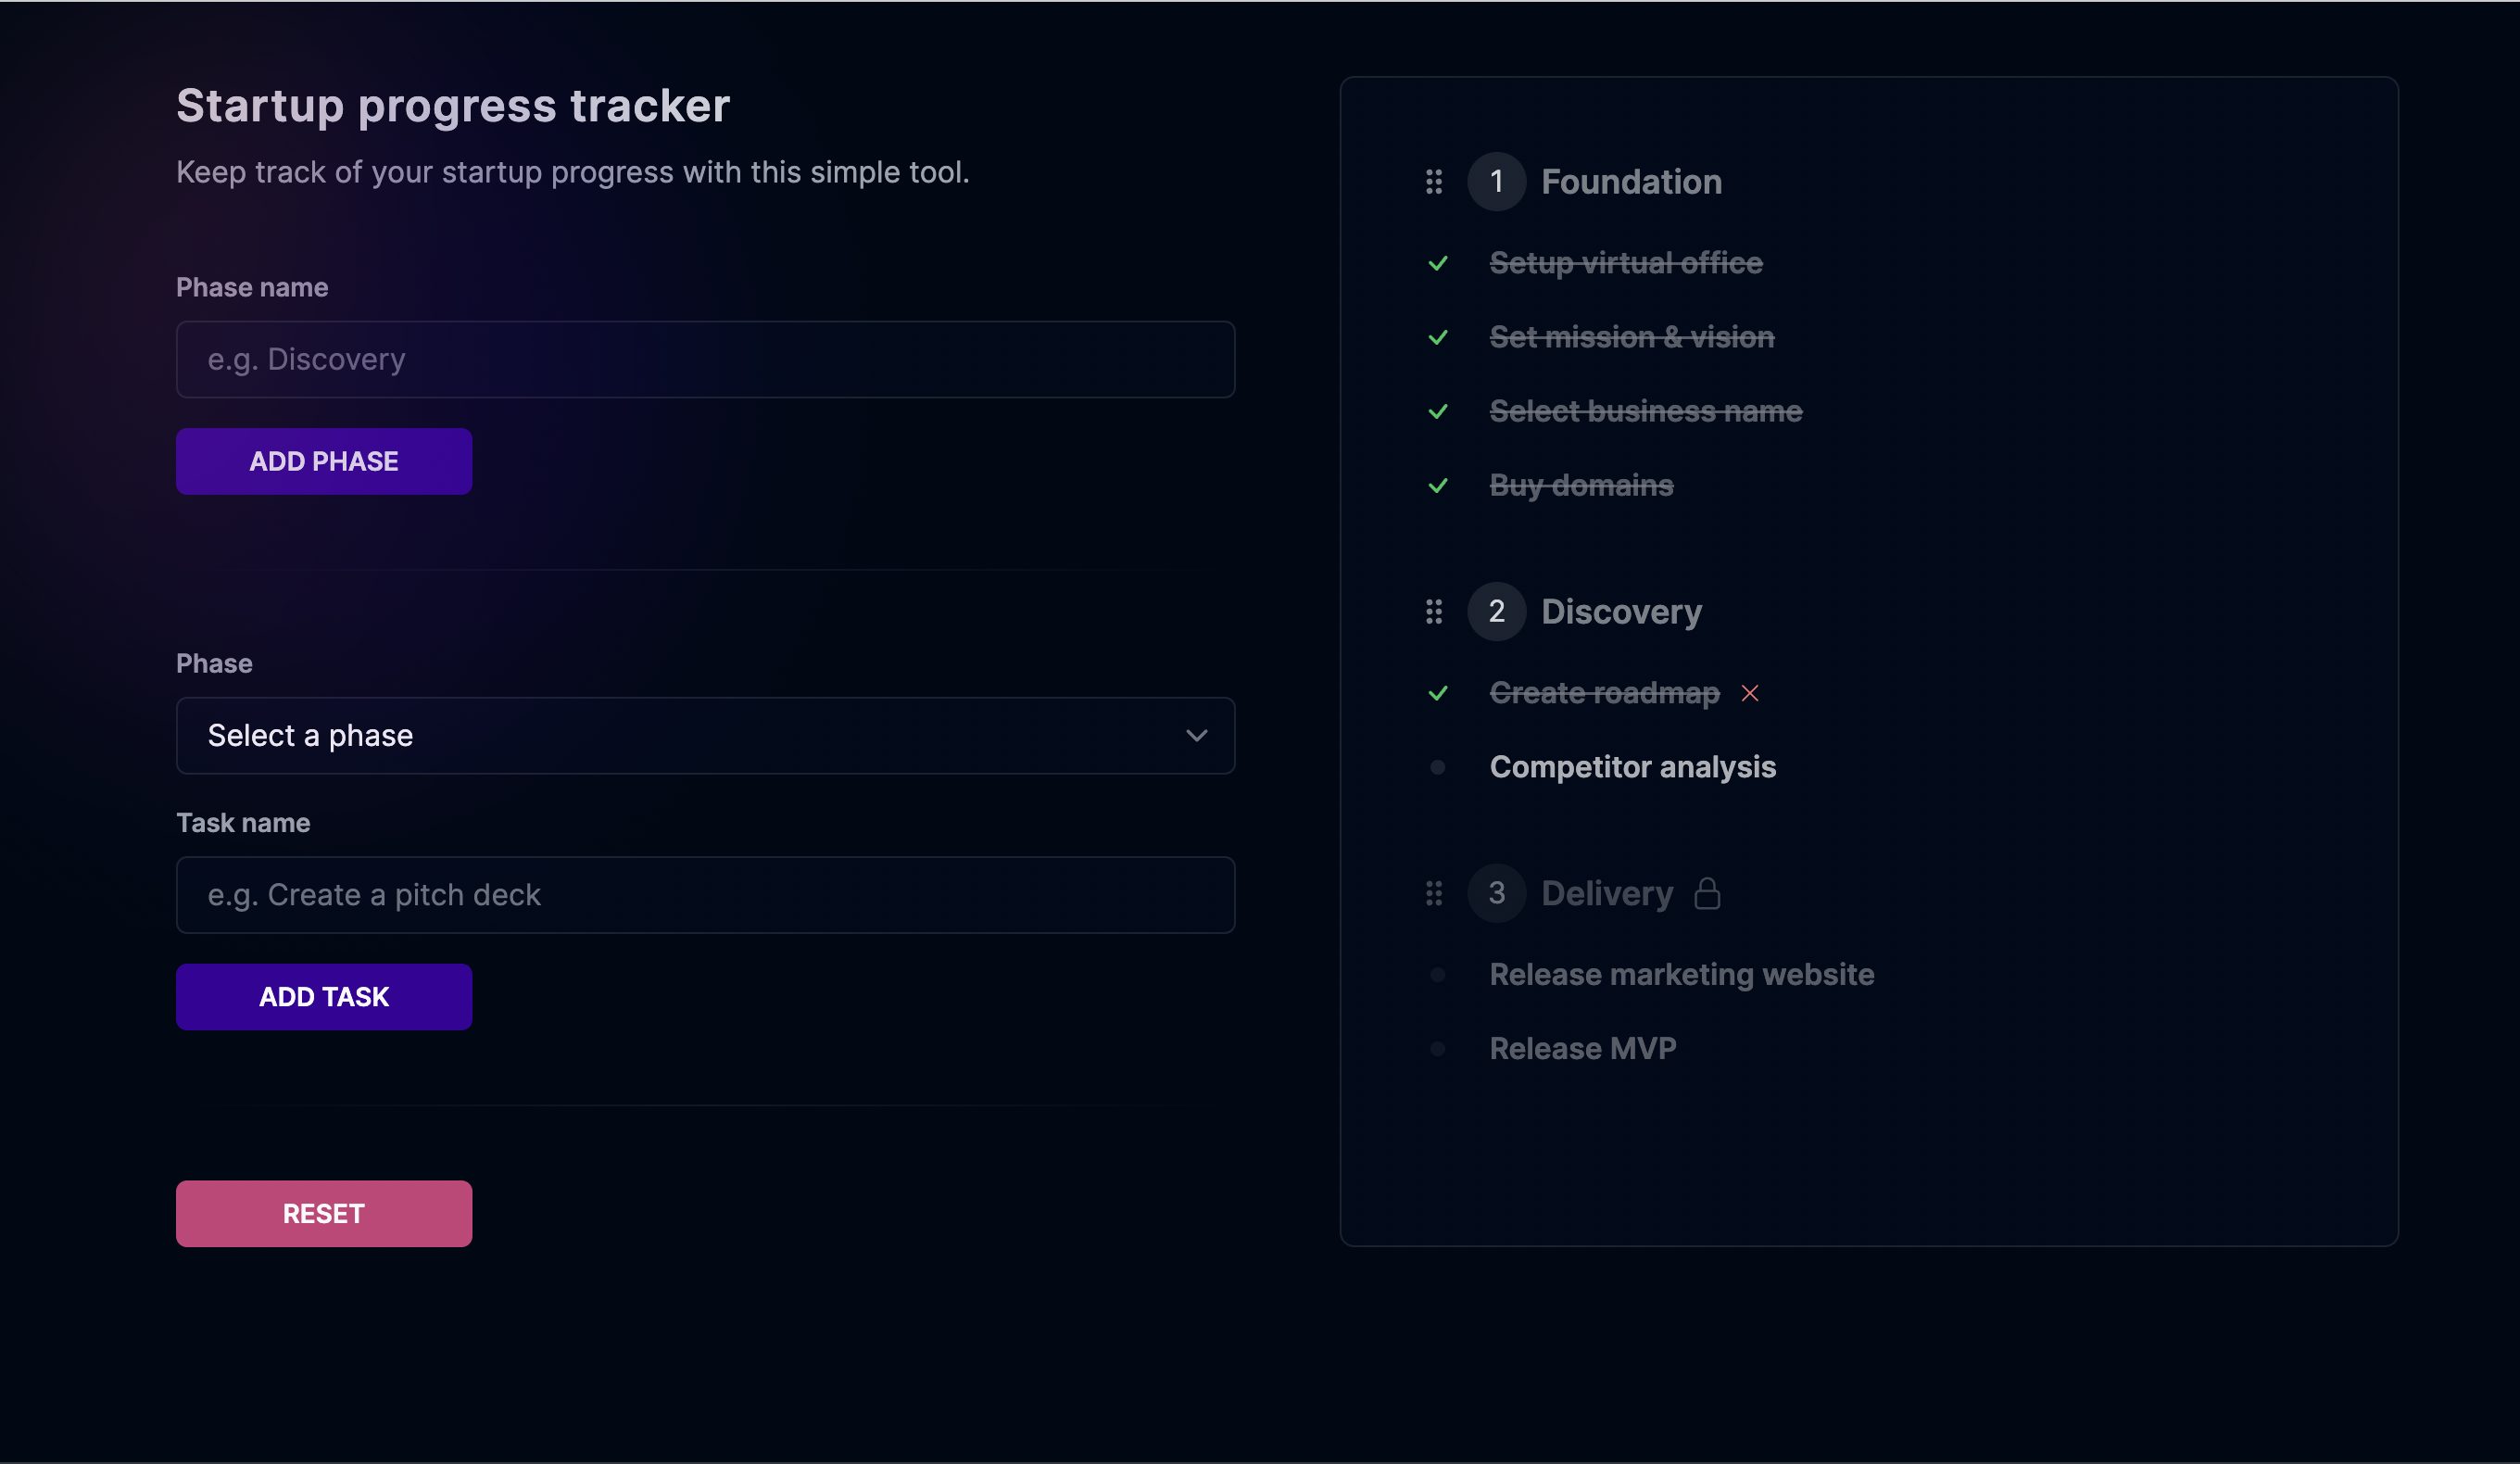 Startup progress tracker
Keep track of your startup progress with this simple tool.
Phase name
e.g. Discovery
ADD PHASE
Phase
Select a phase
Task name
e.g. Create a pitch deck
ADD TASK
RESET
1 Foundation
Setup virtual office
Set mission & vision
Select business name
Buy domains
2 Discovery
Create roadmap
Competitor analysis
3 Delivery
Release marketing website
Release MVP